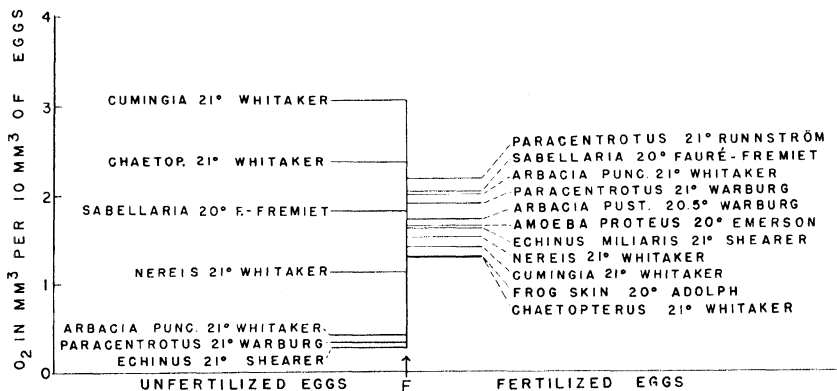 O2 IN MM3 PER 10 MM3 OF EGGS
4
3
2
1
0
CUMINGIA 21° WHITAKER
CHAETOP. 21° WHITAKER
SABELLARIA 20° F.-FREMIET
NEREIS 21° WHITAKER
ARBACIA PUNC. 21° WHITAKER
PARACENTROTUS 21° WARBURG
ECHINUS 21° SHEARER
PARACENTROTUS 21° RUNNSTRÖM
SABELLARIA 20° FAURÉ-FREMIET
ARBACIA PUNC. 21° WHITAKER
PARACENTROTUS 21° WARBURG
ARBACIA PUST. 20.5° WARBURG
AMOEBA PROTEUS 20° EMERSON
ECHINUS MILIARIS 21° SHEARER
NEREIS 21° WHITAKER
CUMINGIA 21° WHITAKER
FROG SKIN 20° ADOLPH
CHAETOPTERUS 21° WHITAKER
UNFERTILIZED EGGS F FERTILIZED EGGS